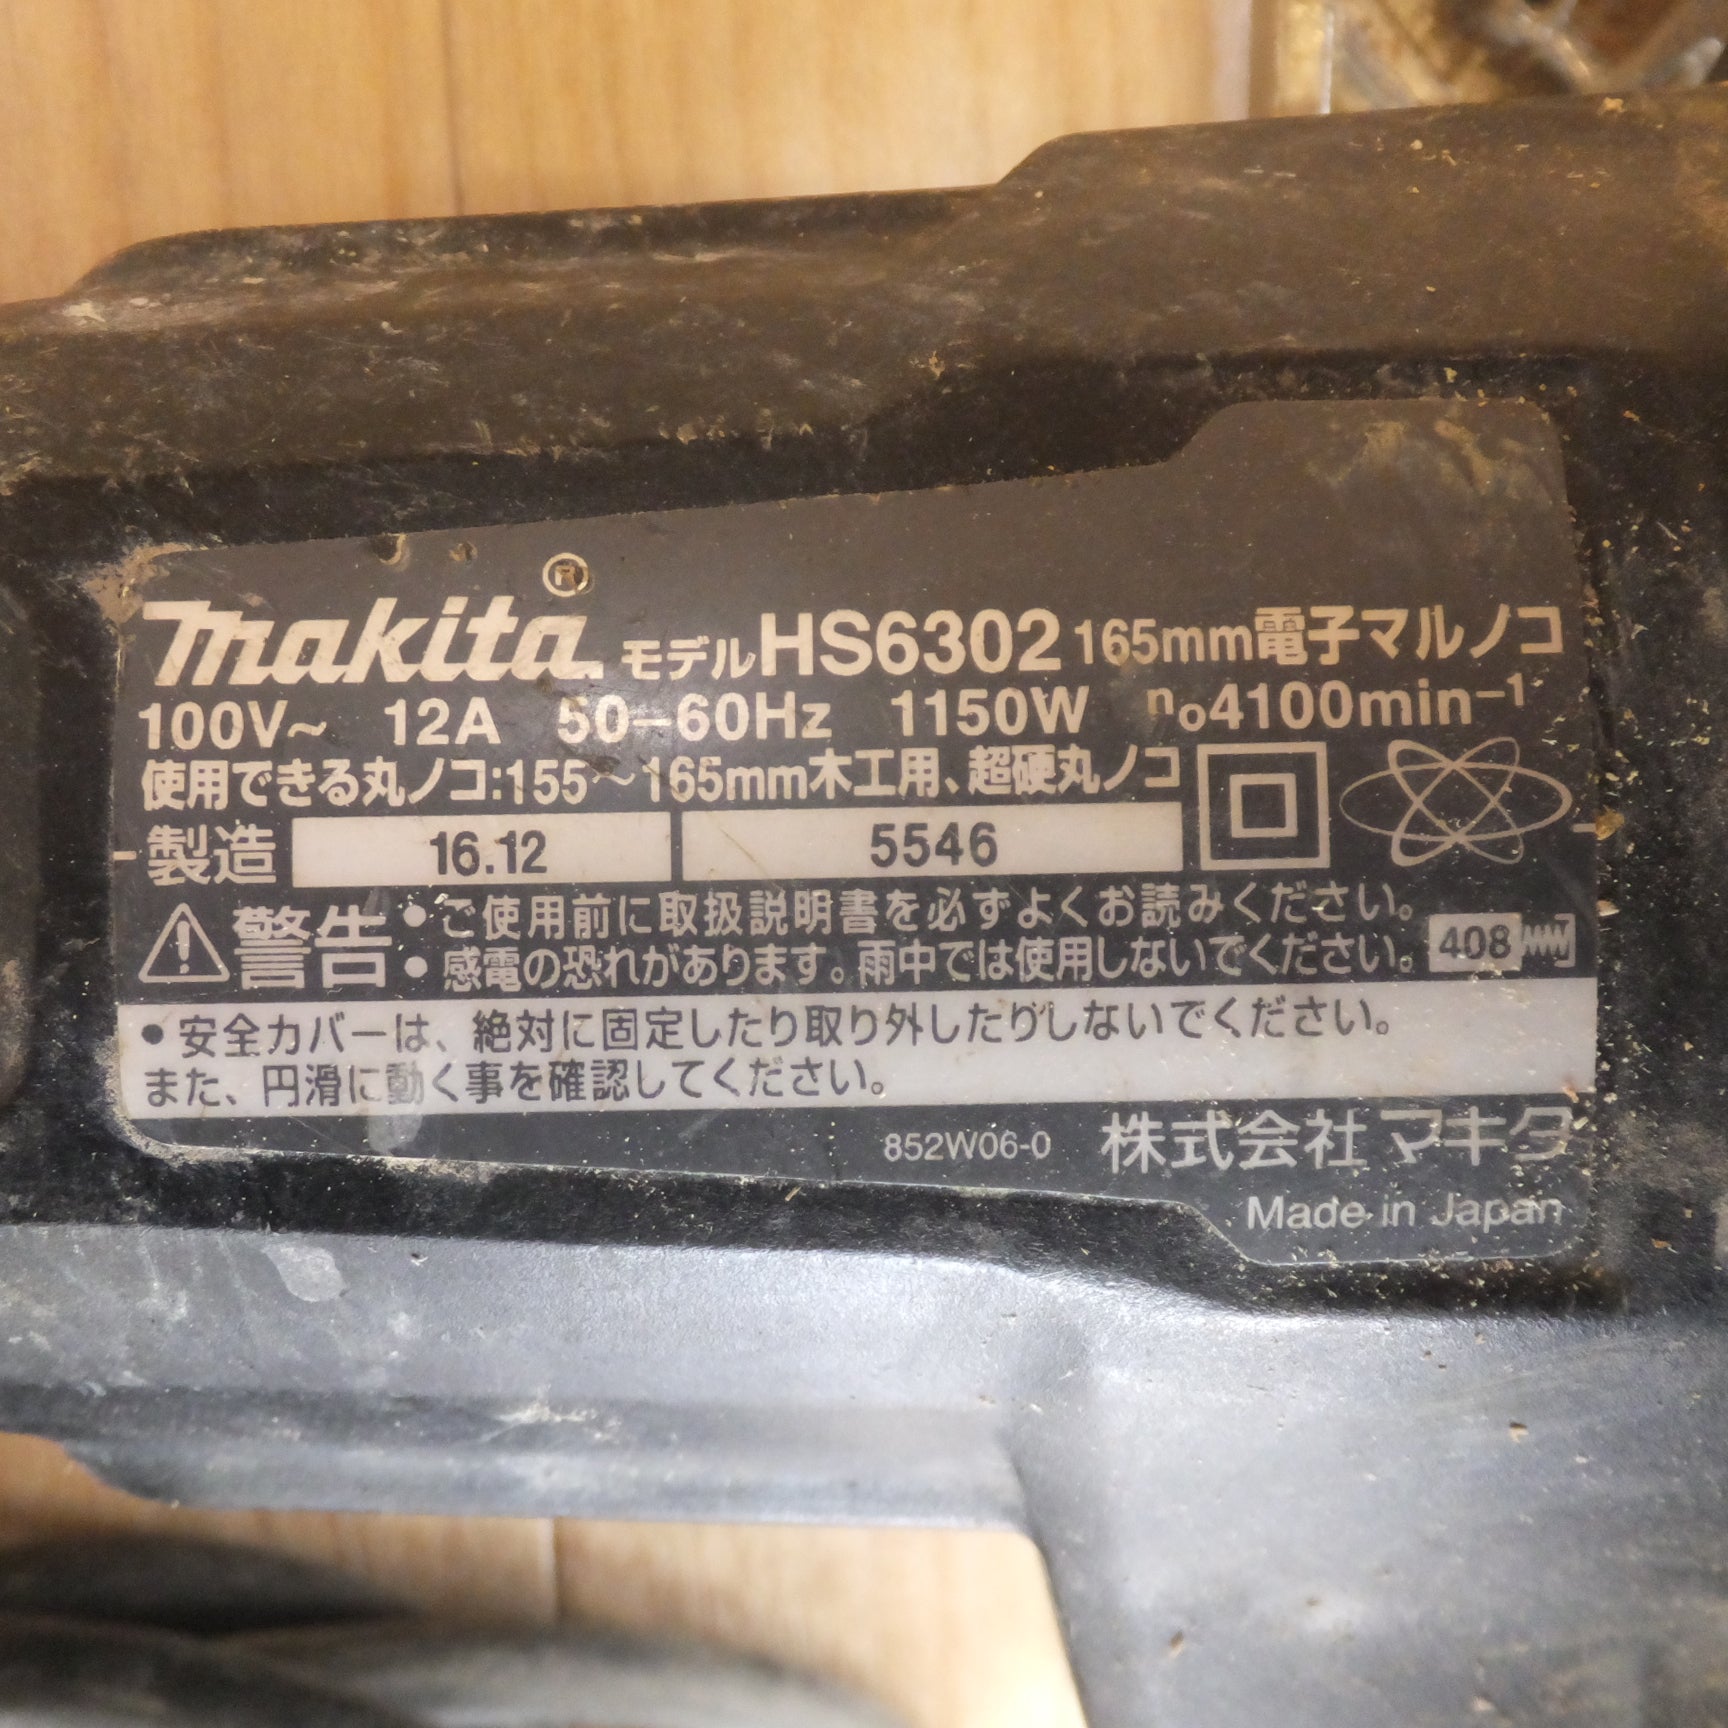 makita® モデルHS6302 165mm電子マルノコ
100V~ 12A 50-60Hz 1150W n₀4100min⁻¹
使用できる丸ノコ:155~165mm木工用、超硬丸ノコ
製造 16.12 5546
警告 •ご使用前に取扱説明書を必ずよくお読みください。
•感電の恐れがあります。雨中では使用しないでください。 408
•安全カバーは、絶対に固定したり取り外したりしないでください。
また、円滑に動く事を確認してください。
852W06-0 株式会社マキタ
Made in Japan